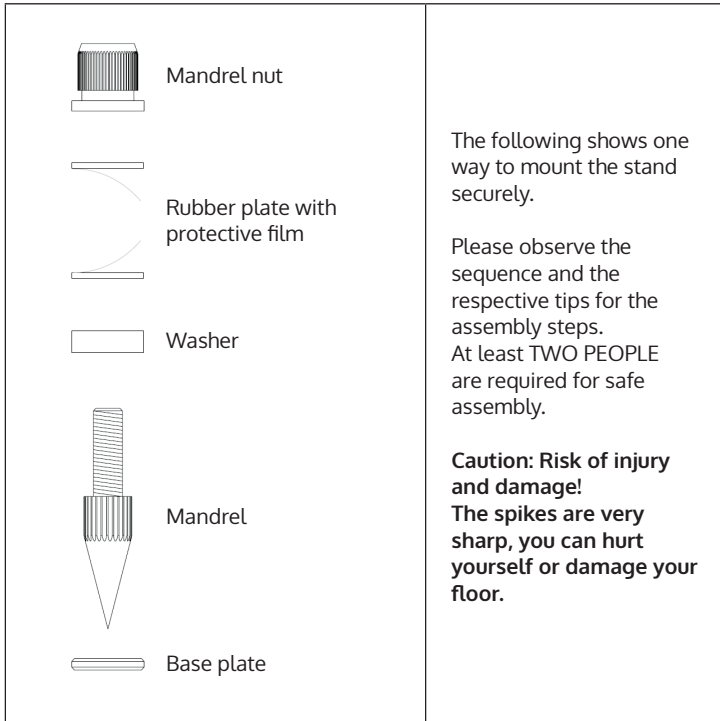 Mandrel nut
Rubber plate with
protective film
Washer
Mandrel
Base plate
The following shows one
way to mount the stand
securely.
Please observe the
sequence and the
respective tips for the
assembly steps.
At least TWO PEOPLE
are required for safe
assembly.
Caution: Risk of injury
and damage!
The spikes are very
sharp, you can hurt
yourself or damage your
floor.